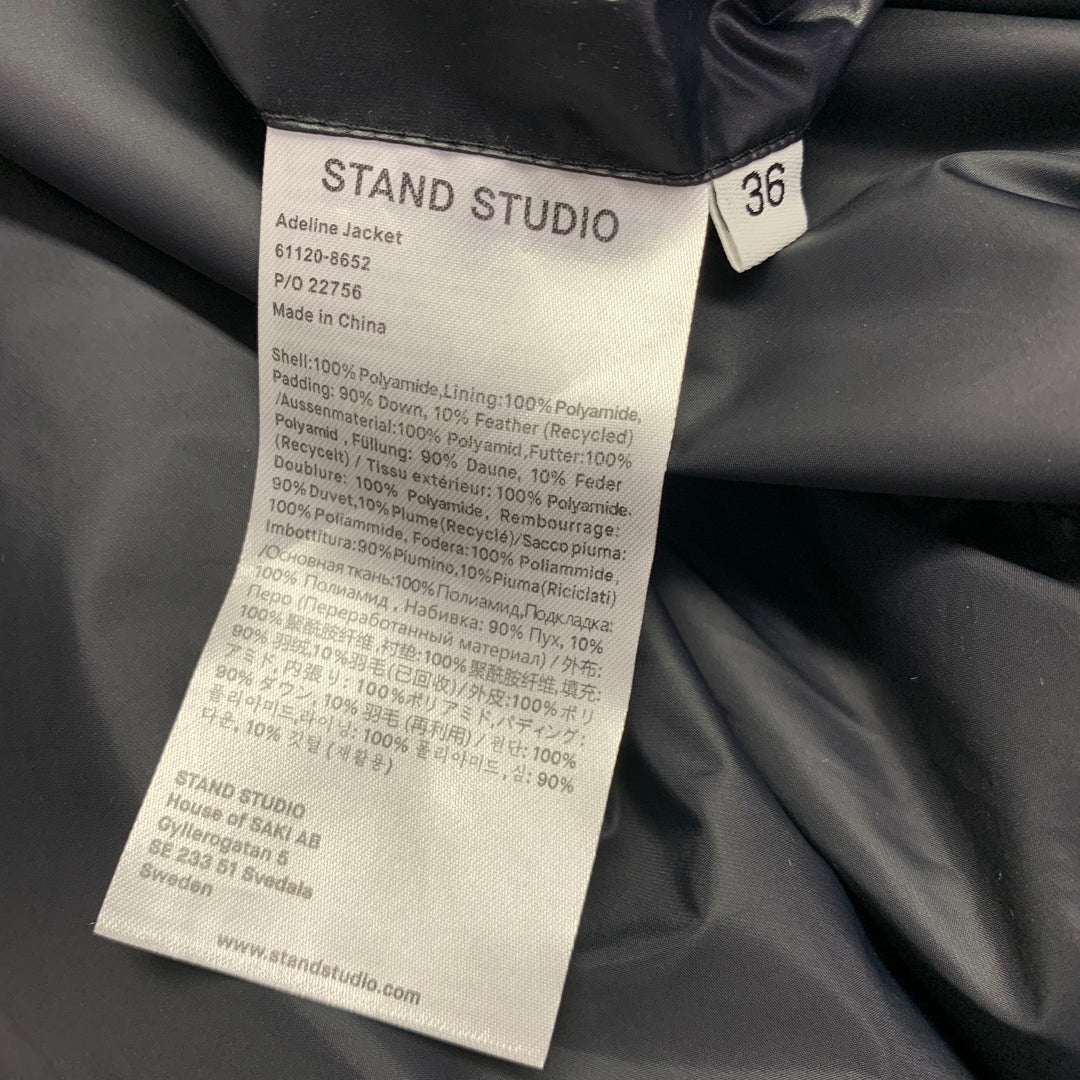 STAND STUDIO
36
Adeline Jacket
61120-8652
P/O 22756
Made in China
Shell:100% Polyamide,Lining:100% Polyamide,
Padding: 90% Down, 10% Feather (Recycled)
/Aussenmaterial:100% Polyamid,Futter:100%
Polyamid , Füllung: 90% Daune, 10% Feder
(Recycelt) / Tissu extérieur: 100% Polyamide.
Doublure: 100% Polyamide, Rembourrage:
90%Duvet,10%Plume(Recyclé)/Sacco piuma:
100% Poliammide, Fodera:100% Poliammide,
Imbottitura:90%Piumino,10%Piuma(Riciclati)
/Основная ткань:100%Полиамид,Подкладка:
100% Полиамид , Набивка: 90% Пух, 10%
Перо (Переработанный материал) / 外布:
100%聚酰胺纤维,衬垫:100%聚酰胺纤维,填充:
90%羽绒,10%羽毛(已回收)/外皮:100%ポリ
アミド,内張り: 100%ポリアミド,パディング:
90% ダウン, 10% 羽毛 (再利用) / 원단: 100%
폴리아미드,라이닝: 100% 폴리아미드,심: 90%
다운, 10% 깃털 (재활용)
STAND STUDIO
House of SAKI AB
Gyllerogatan 5
SE 233 51 Svedala
Sweden
www.standstudio.com